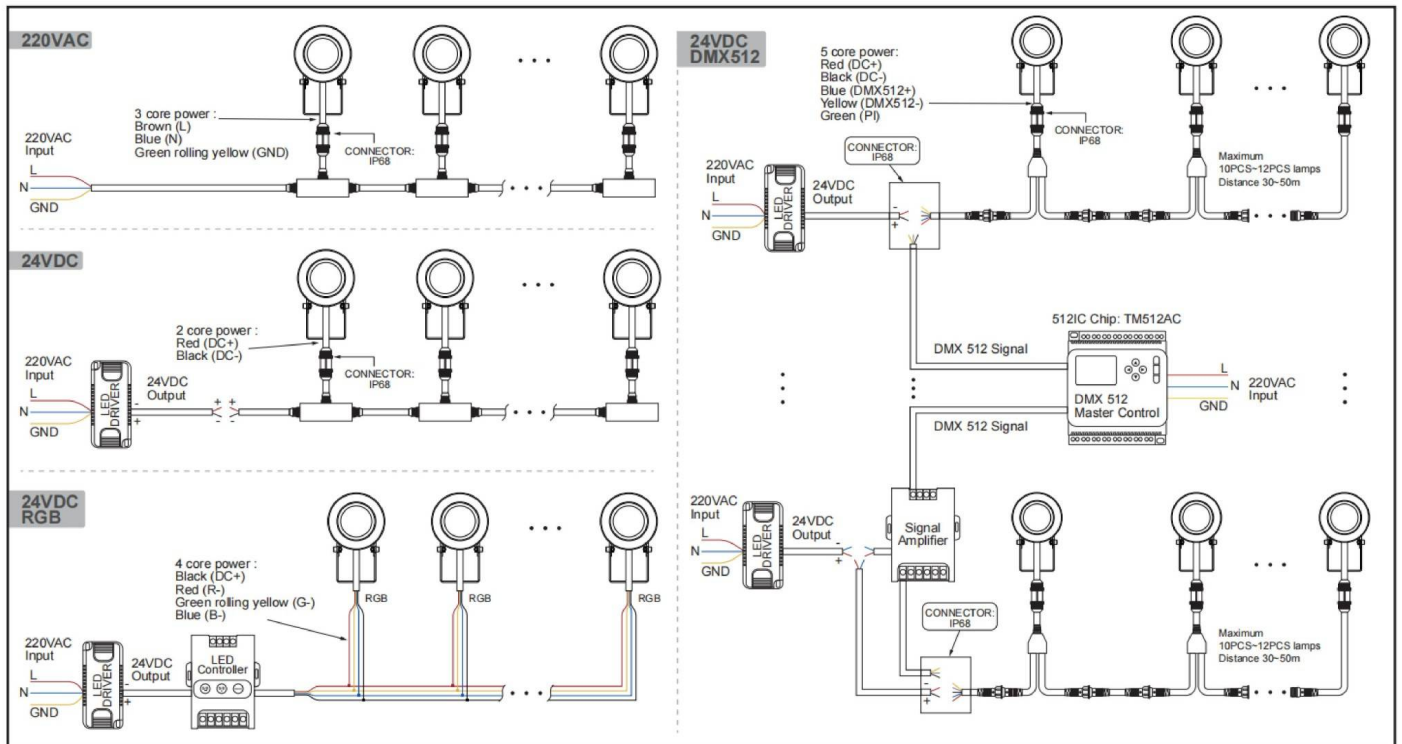 220VAC
3 core power :
Brown (L)
Blue (N)
Green rolling yellow (GND)
CONNECTOR:
IP68
220VAC
Input
L
N
GND
24VDC
2 core power :
Red (DC+)
Black (DC-)
CONNECTOR:
IP68
220VAC
Input
L
N
GND
LED
DRIVER
24VDC
Output
-
+
+ +
- -
24VDC
RGB
4 core power :
Black (DC+)
Red (R-)
Green rolling yellow (G-)
Blue (B-)
RGB
RGB
RGB
220VAC
Input
L
N
GND
LED
DRIVER
24VDC
Output
-
+
LED
Controller
24VDC
DMX512
5 core power:
Red (DC+)
Black (DC-)
Blue (DMX512+)
Yellow (DMX512-)
Green (PI)
CONNECTOR:
IP68
CONNECTOR:
IP68
220VAC
Input
L
N
GND
LED
DRIVER
24VDC
Output
-
+
Maximum
10PCS~12PCS lamps
Distance 30~50m
512IC Chip: TM512AC
DMX 512 Signal
DMX 512
Master Control
L
N
GND
220VAC
Input
DMX 512 Signal
220VAC
Input
L
N
GND
LED
DRIVER
24VDC
Output
-
+
Signal
Amplifier
CONNECTOR:
IP68
-
+
Maximum
10PCS~12PCS lamps
Distance 30~50m